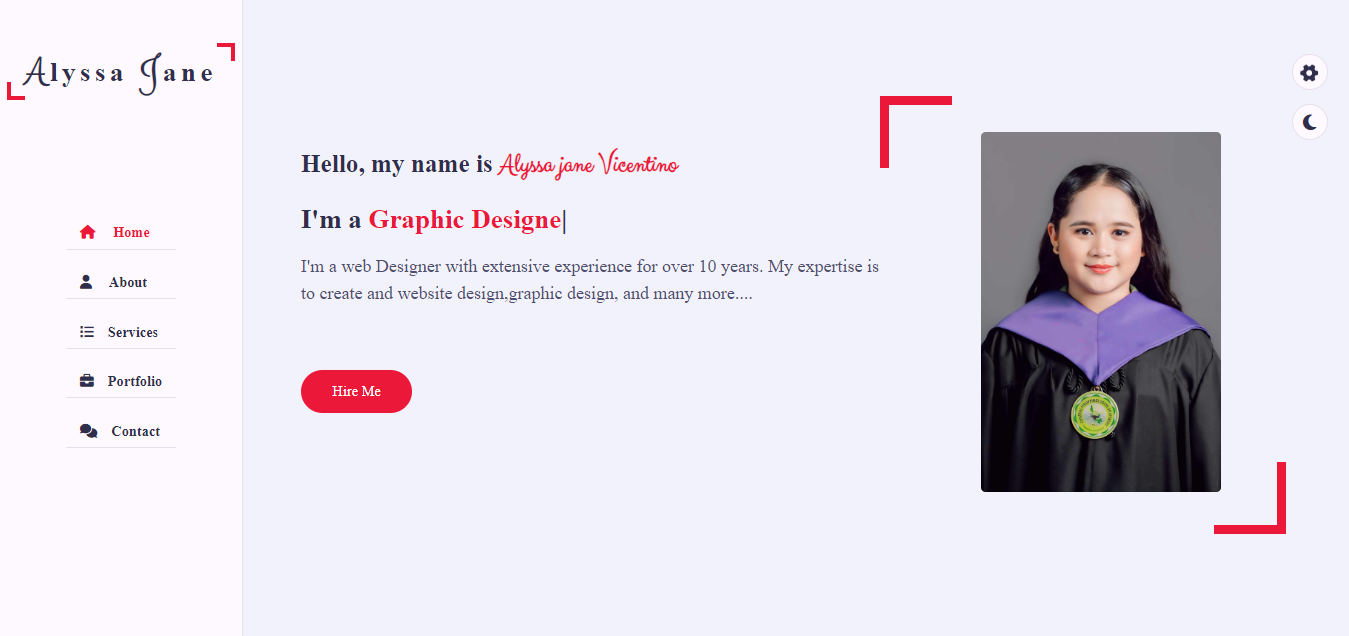 Alyssa Jane
Home
About
Services
Portfolio
Contact
Hello, my name is Alyssa jane Vicentino
I'm a Graphic Designe|
I'm a web Designer with extensive experience for over 10 years. My expertise is
to create and website design,graphic design, and many more....
Hire Me